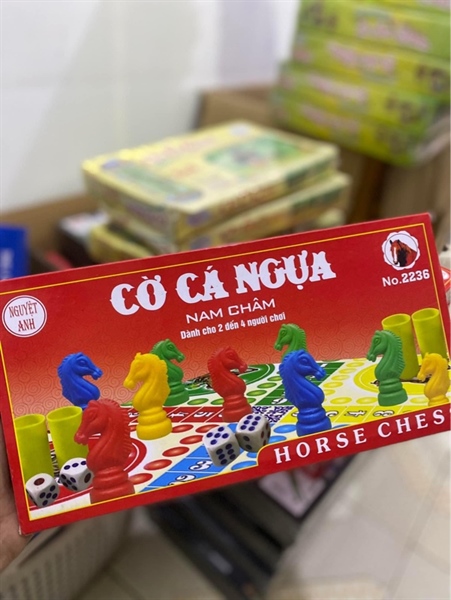 CỜ CÁ NGỰA
NAM CHÂM
Dành cho 2 đến 4 người chơi
NGUYỆT
ANH
No.2236
HORSE CHESS